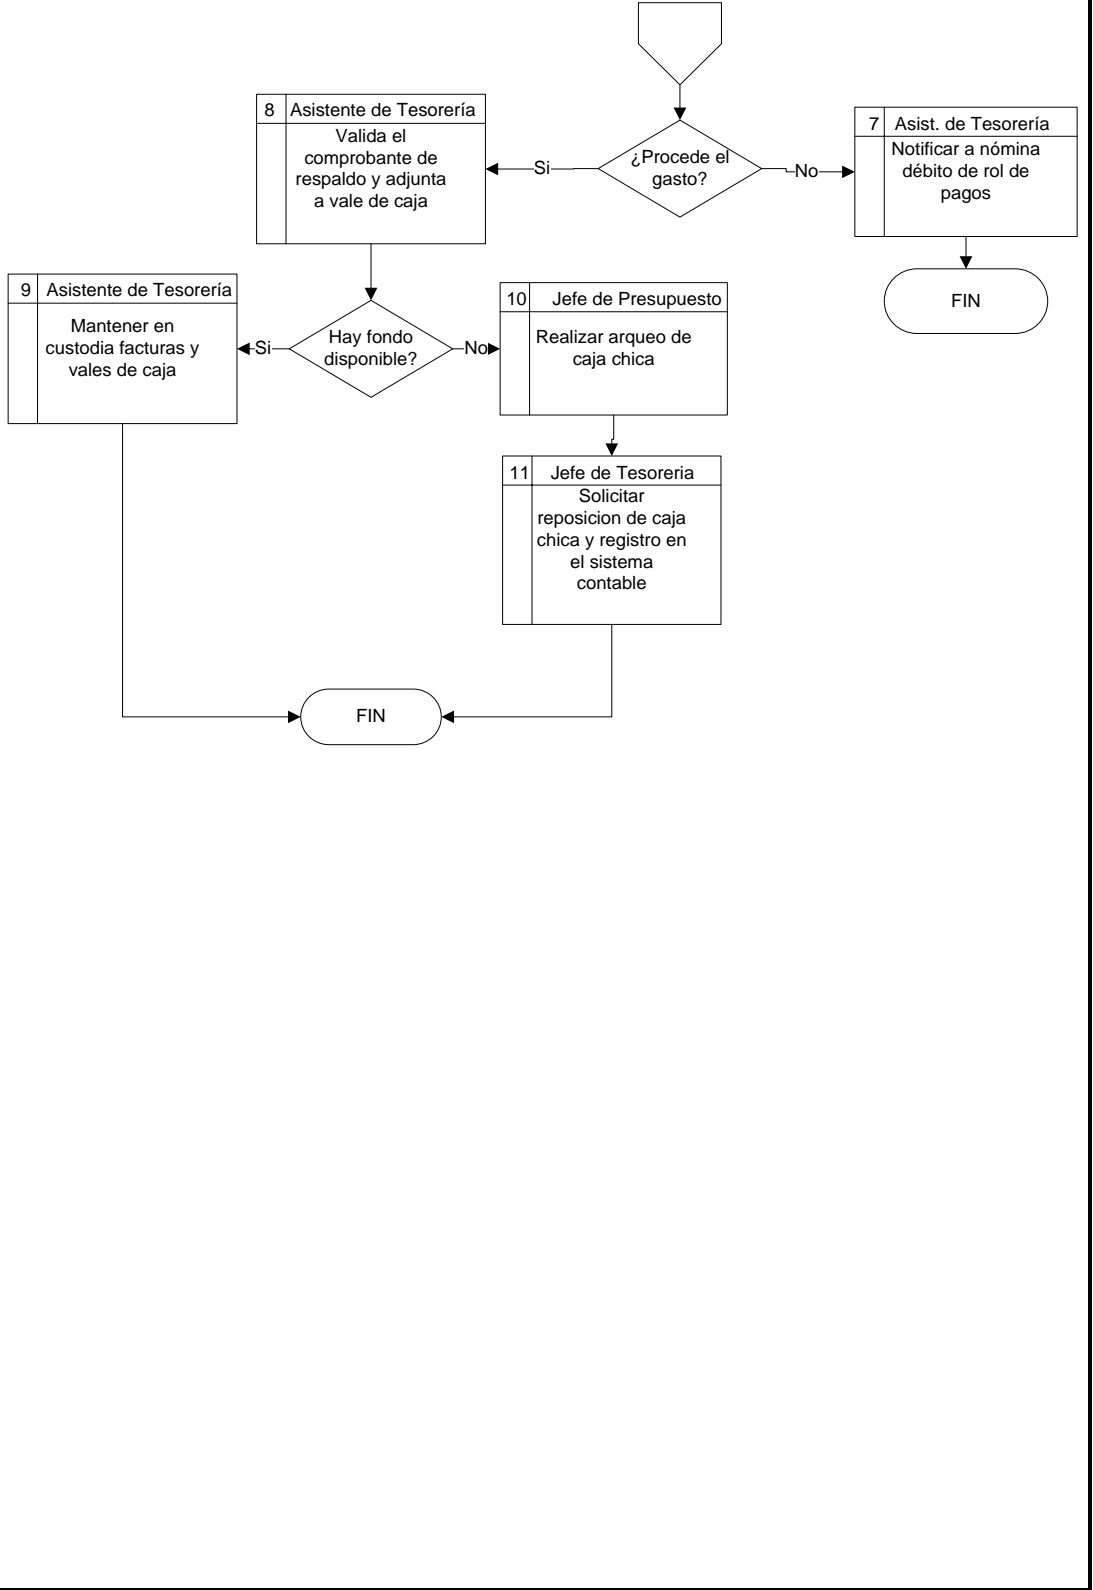 8 Asistente de Tesorería
Valida el
comprobante de
respaldo y adjunta
a vale de caja
Si
¿Procede el
gasto?
No
7 Asist. de Tesorería
Notificar a nómina
débito de rol de
pagos
FIN
9 Asistente de Tesorería
Mantener en
custodia facturas y
vales de caja
Si
Hay fondo
disponible?
No
10 Jefe de Presupuesto
Realizar arqueo de
caja chica
11 Jefe de Tesoreria
Solicitar
reposicion de caja
chica y registro en
el sistema
contable
FIN